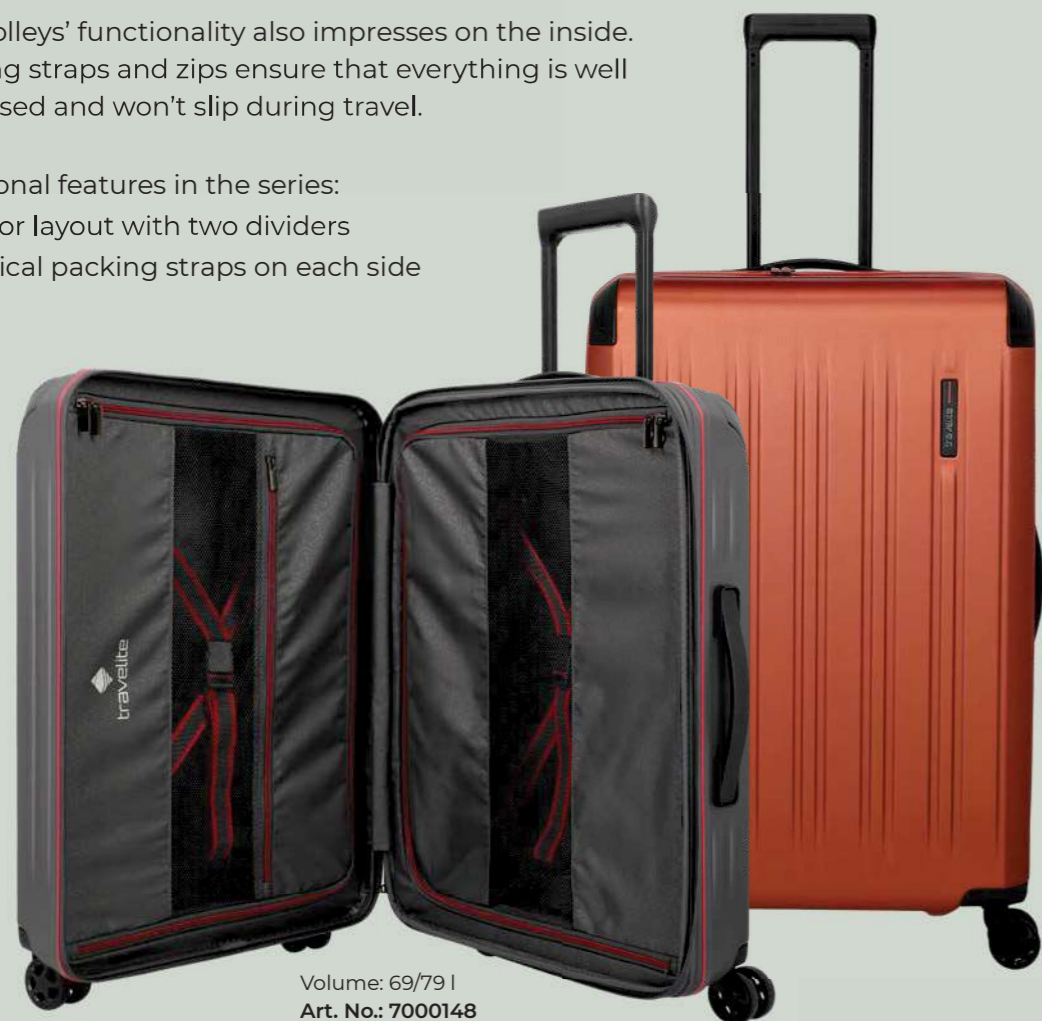 olleys’ functionality also impresses on the inside.
g straps and zips ensure that everything is well
sed and won’t slip during travel.
onal features in the series:
or layout with two dividers
ical packing straps on each side
travelite
travelite
Volume: 69/79 l
Art. No.: 7000148